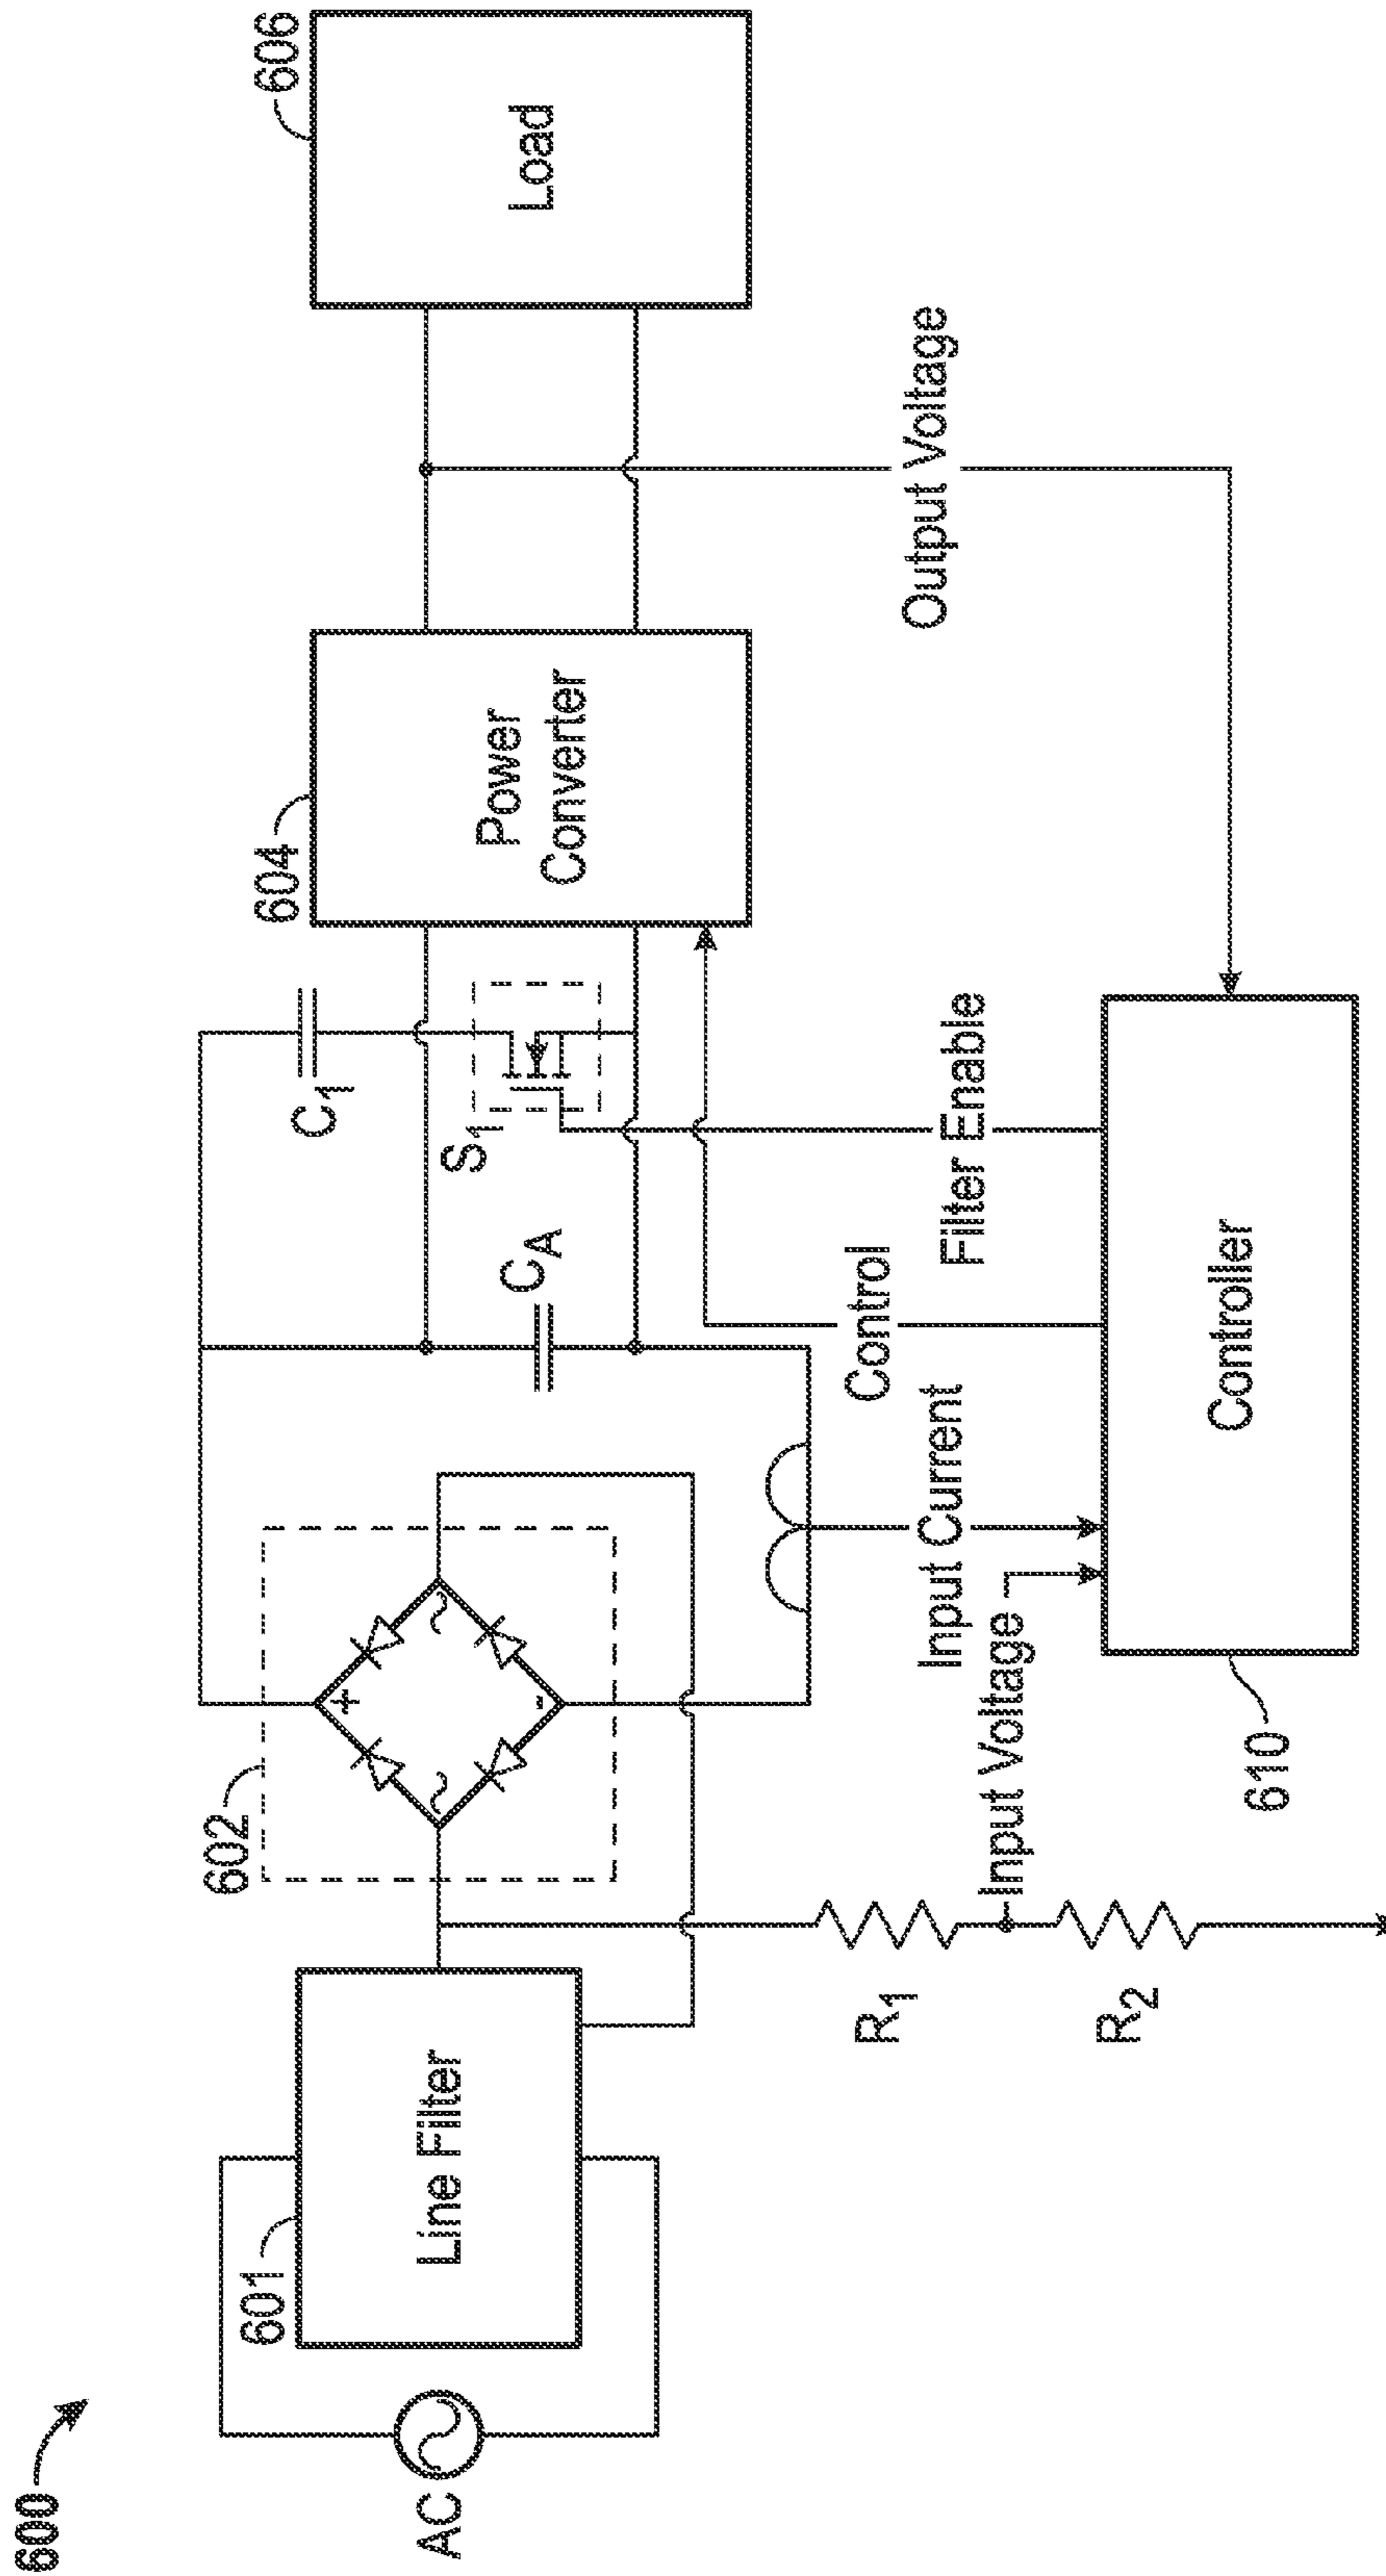 600
AC
601
Line Filter
602
+
-
R₁
R₂
Input Voltage
Input Current
Control
Filter Enable
C_A
C₁
S₁
604
Power
Converter
Output Voltage
606
Load
Controller
610